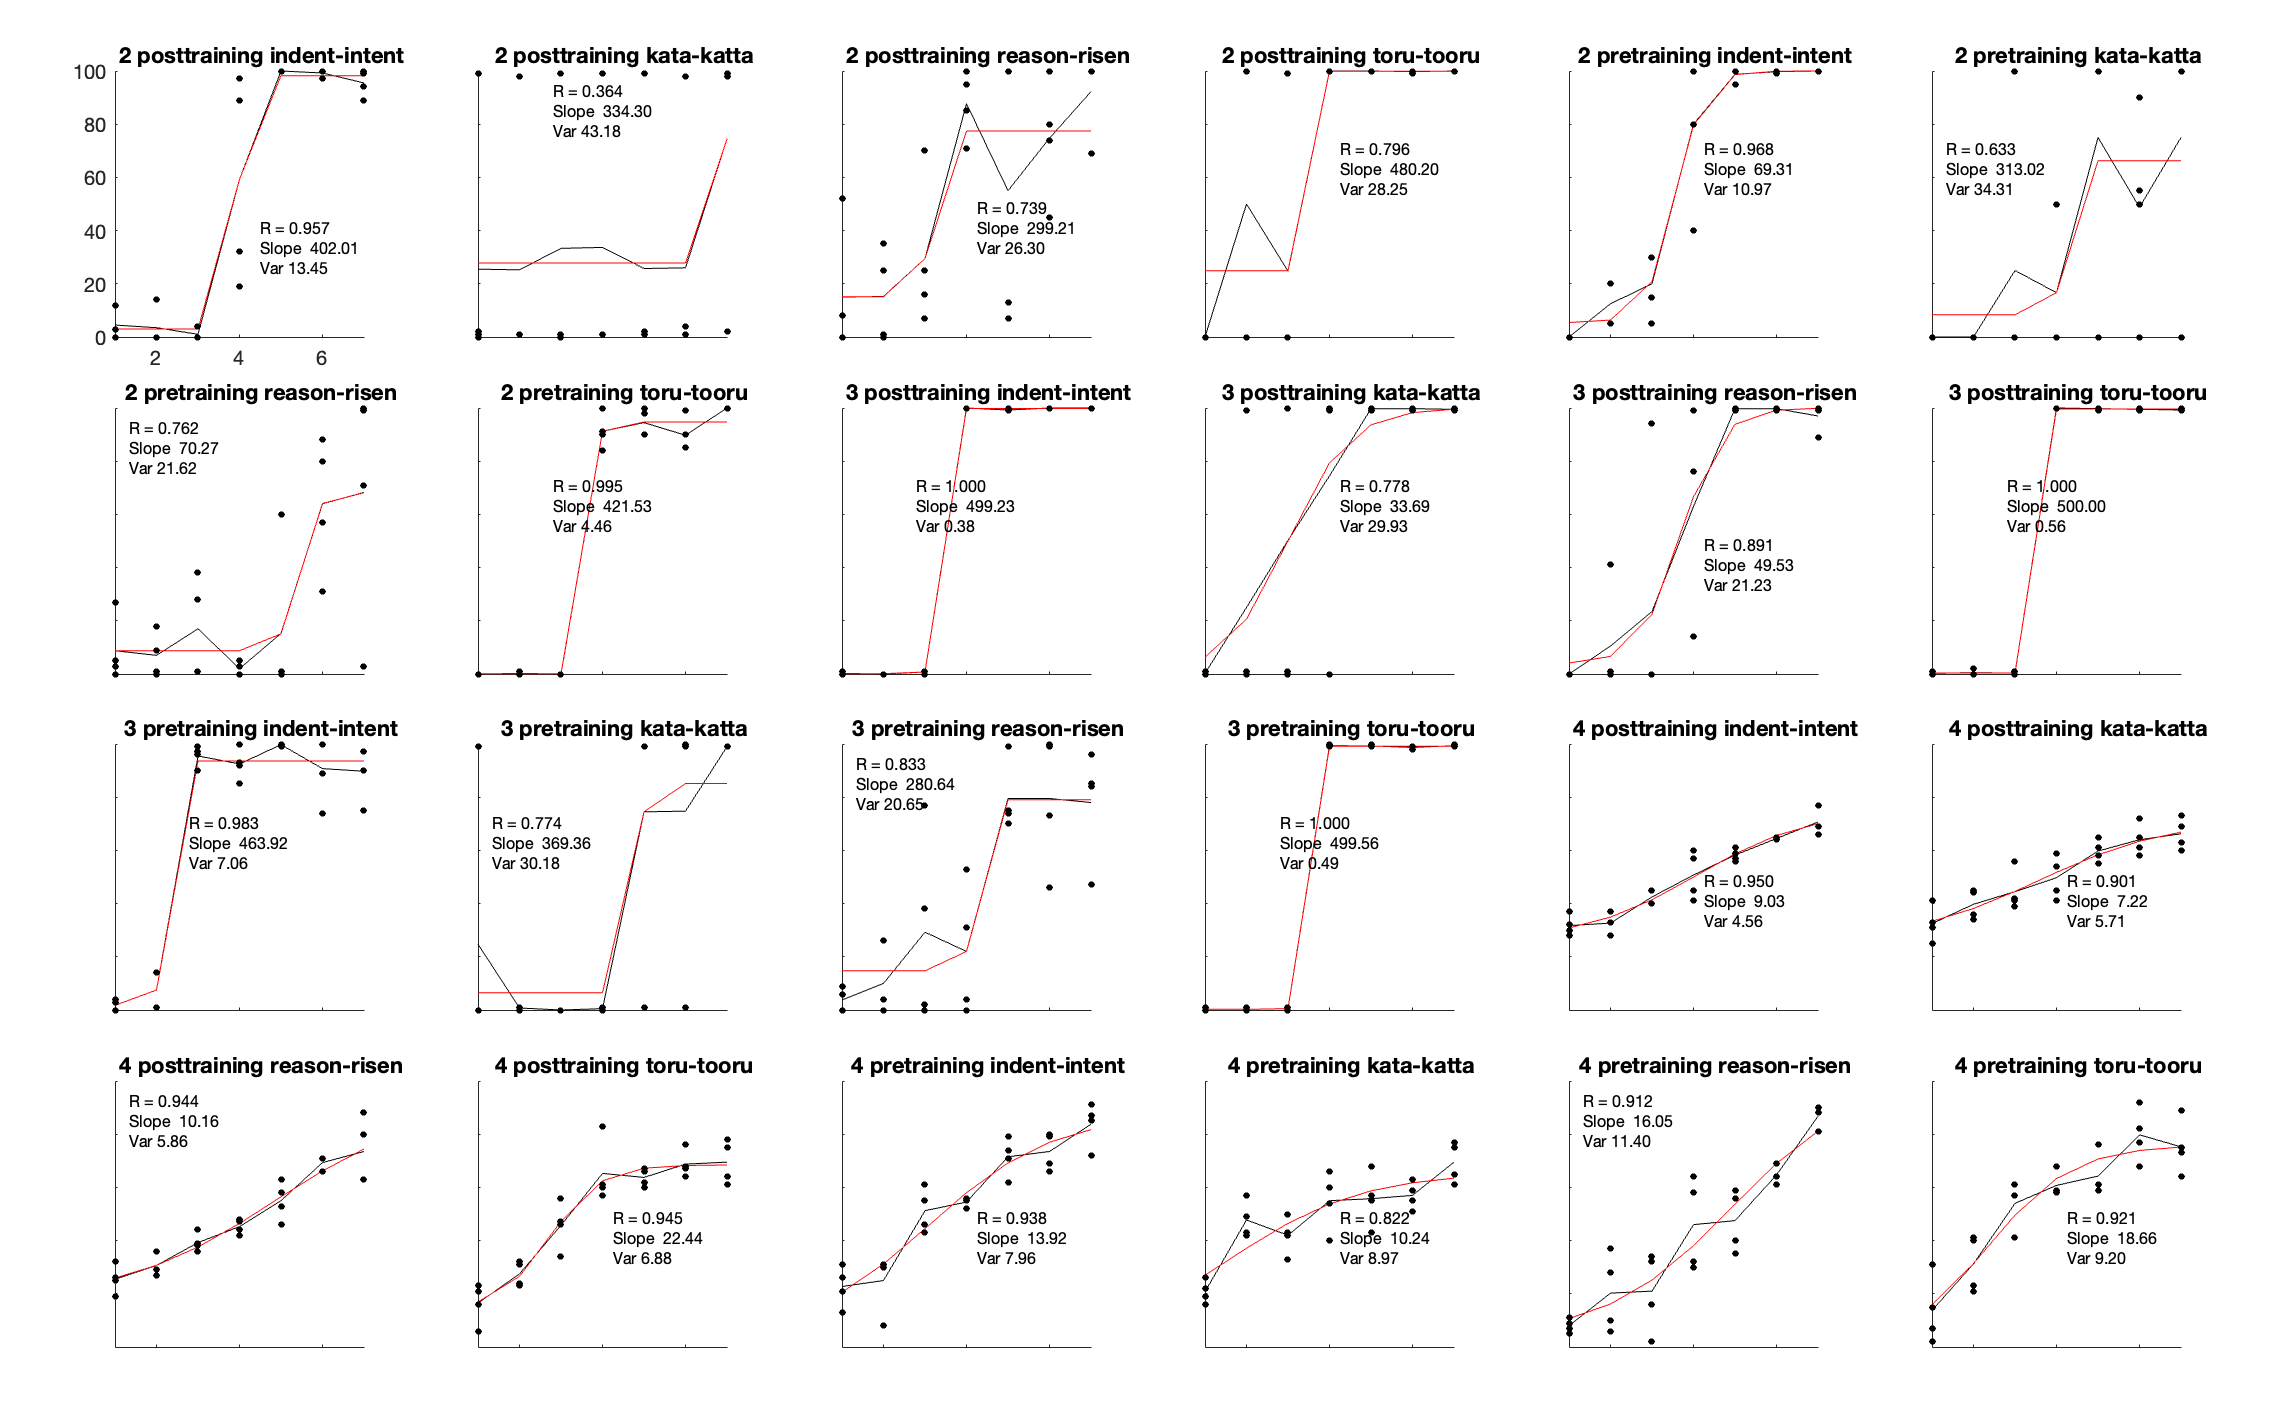 2 posttraining indent-intent
100
80
60
40
20
0
2
4
6
R = 0.957
Slope 402.01
Var 13.45
2 posttraining kata-katta
R = 0.364
Slope 334.30
Var 43.18
2 posttraining reason-risen
R = 0.739
Slope 299.21
Var 26.30
2 posttraining toru-tooru
R = 0.796
Slope 480.20
Var 28.25
2 pretraining indent-intent
R = 0.968
Slope 69.31
Var 10.97
2 pretraining kata-katta
R = 0.633
Slope 313.02
Var 34.31
2 pretraining reason-risen
R = 0.762
Slope 70.27
Var 21.62
2 pretraining toru-tooru
R = 0.995
Slope 421.53
Var 4.46
3 posttraining indent-intent
R = 1.000
Slope 499.23
Var 0.38
3 posttraining kata-katta
R = 0.778
Slope 33.69
Var 29.93
3 posttraining reason-risen
R = 0.891
Slope 49.53
Var 21.23
3 posttraining toru-tooru
R = 1.000
Slope 500.00
Var 0.56
3 pretraining indent-intent
R = 0.983
Slope 463.92
Var 7.06
3 pretraining kata-katta
R = 0.774
Slope 369.36
Var 30.18
3 pretraining reason-risen
R = 0.833
Slope 280.64
Var 20.65
3 pretraining toru-tooru
R = 1.000
Slope 499.56
Var 0.49
4 posttraining indent-intent
R = 0.950
Slope 9.03
Var 4.56
4 posttraining kata-katta
R = 0.901
Slope 7.22
Var 5.71
4 posttraining reason-risen
R = 0.944
Slope 10.16
Var 5.86
4 posttraining toru-tooru
R = 0.945
Slope 22.44
Var 6.88
4 pretraining indent-intent
R = 0.938
Slope 13.92
Var 7.96
4 pretraining kata-katta
R = 0.822
Slope 10.24
Var 8.97
4 pretraining reason-risen
R = 0.912
Slope 16.05
Var 11.40
4 pretraining toru-tooru
R = 0.921
Slope 18.66
Var 9.20